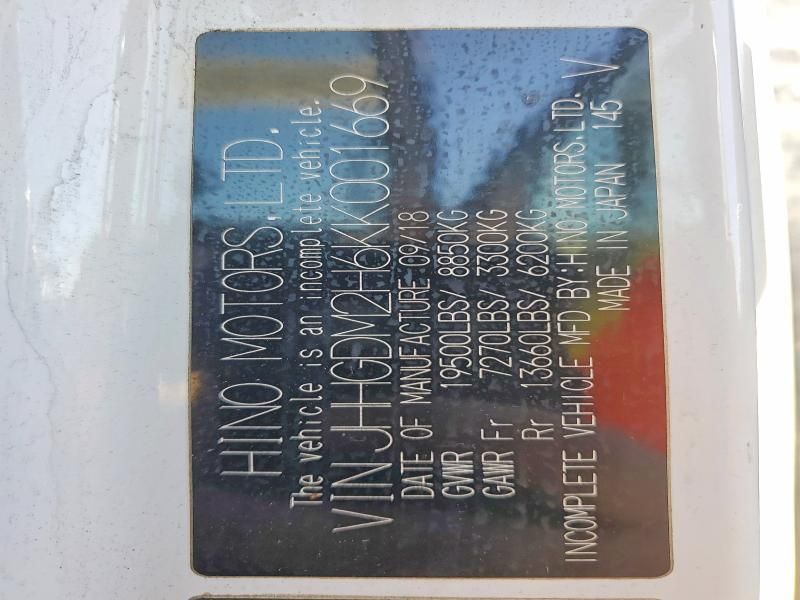 HINO MOTORS,LTD.
The vehicle is an incomplete vehicle.
VIN JHHGDM2H6KK001669
DATE OF MANUFACTURE 09/18
GVWR 19500LBS/ 8850KG
GAWR Fr 7270LBS/ 3300KG
Rr 13660LBS/ 6200KG
INCOMPLETE VEHICLE MFD BY:HINO MOTORS,LTD.
MADE IN JAPAN 145 V